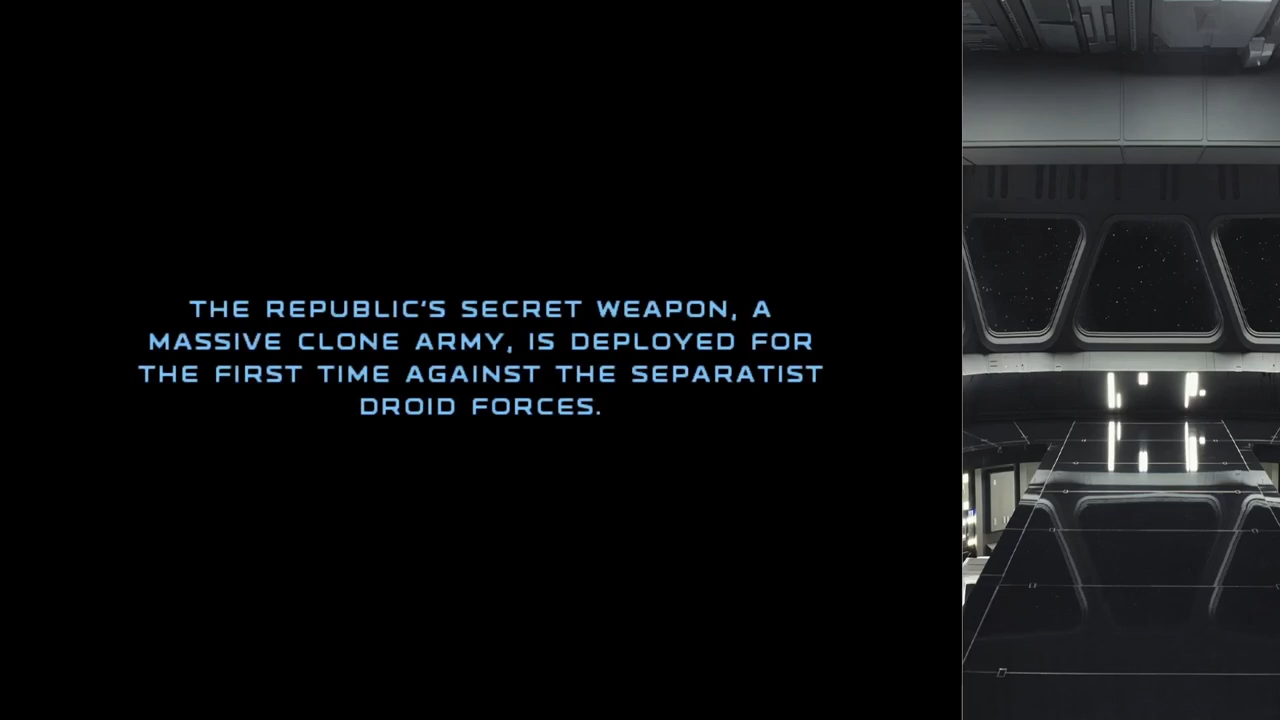 THE REPUBLIC'S SECRET WEAPON, A
MASSIVE CLONE ARMY, IS DEPLOYED FOR
THE FIRST TIME AGAINST THE SEPARATIST
DROID FORCES.